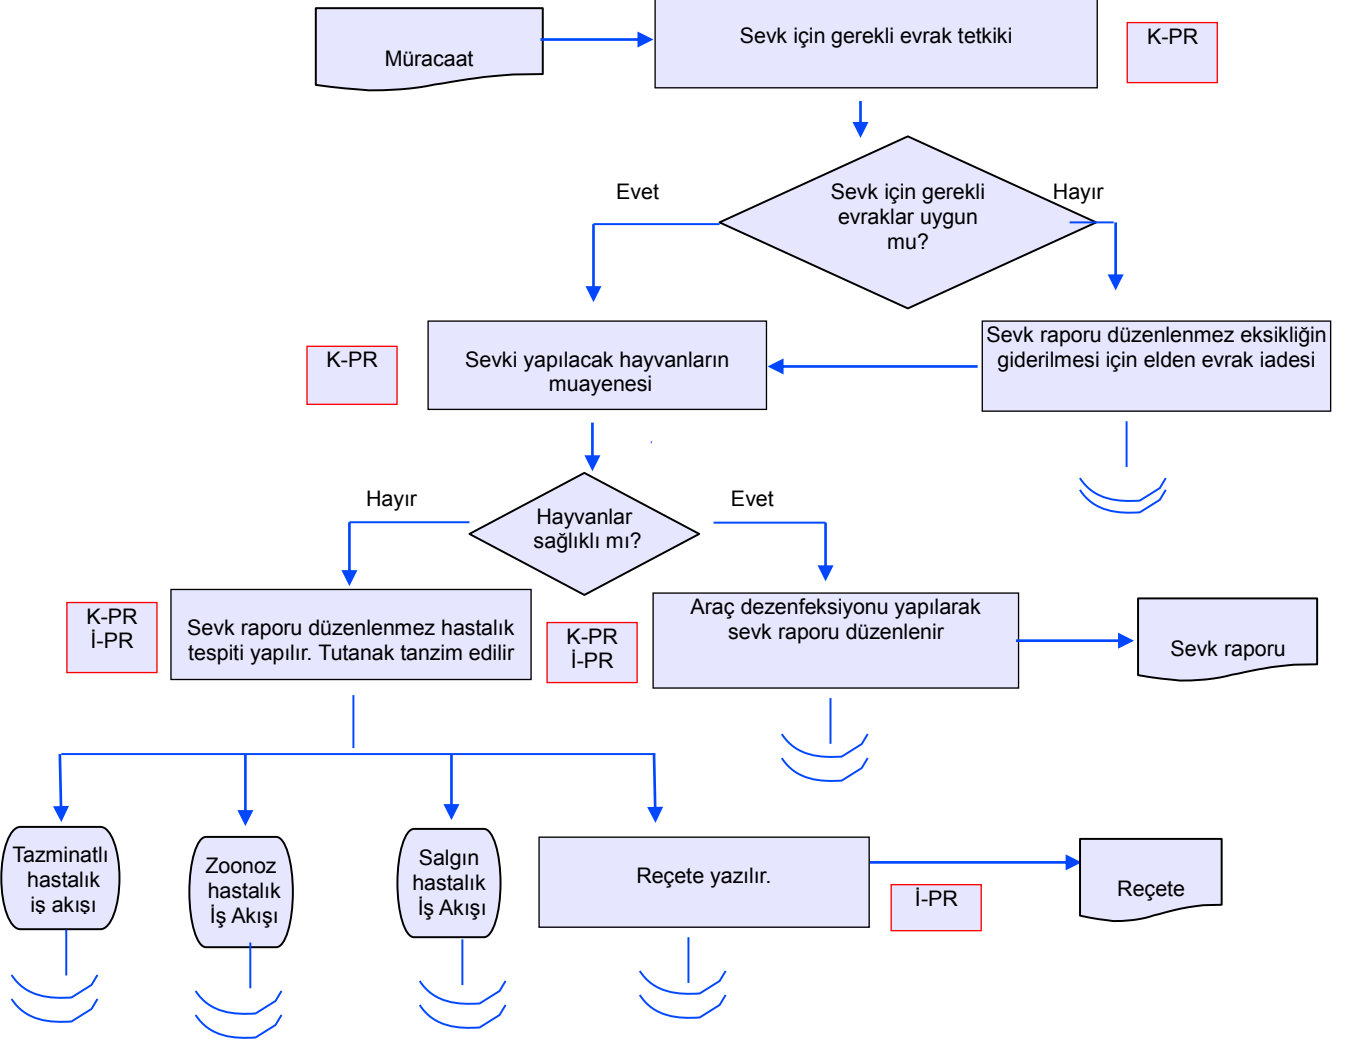 Müracaat
Sevk için gerekli evrak tetkiki
K-PR
Evet
Sevk için gerekli
evraklar uygun
mu?
Hayır
K-PR
Sevki yapılacak hayvanların
muayenesi
Sevk raporu düzenlenmez eksikliğin
giderilmesi için elden evrak iadesi
Hayır
Hayvanlar
sağlıklı mı?
Evet
K-PR
İ-PR
Sevk raporu düzenlenmez hastalık
tespiti yapılır. Tutanak tanzim edilir
K-PR
İ-PR
Araç dezenfeksiyonu yapılarak
sevk raporu düzenlenir
Sevk raporu
Tazminatlı
hastalık
iş akışı
Zoonoz
hastalık
İş Akışı
Salgın
hastalık
İş Akışı
Reçete yazılır.
İ-PR
Reçete